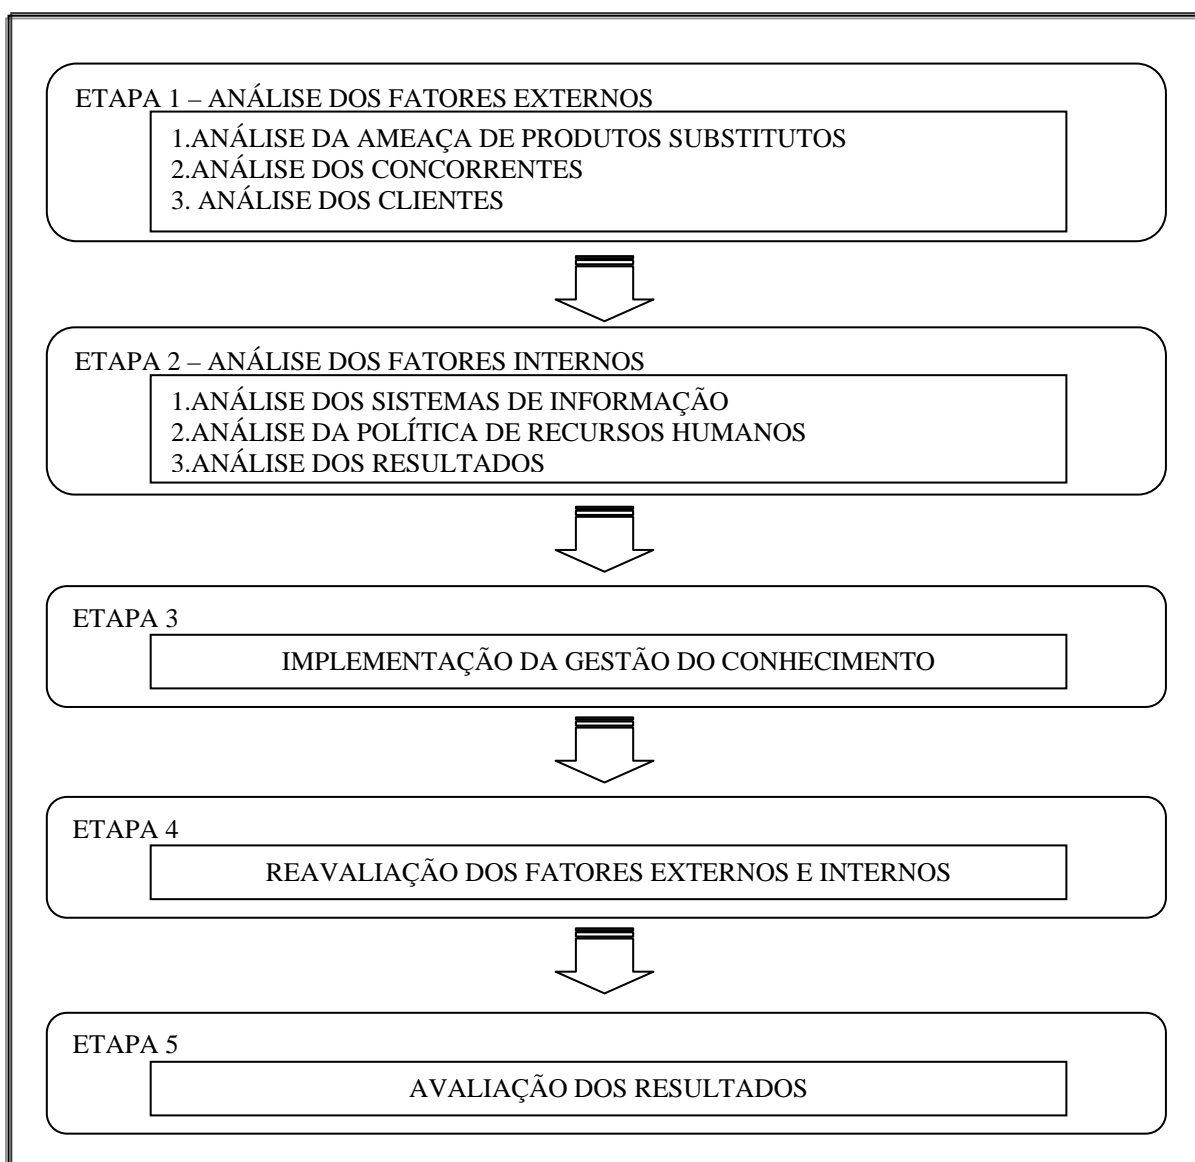 ETAPA 1 – ANÁLISE DOS FATORES EXTERNOS
1.ANÁLISE DA AMEAÇA DE PRODUTOS SUBSTITUTOS
2.ANÁLISE DOS CONCORRENTES
3. ANÁLISE DOS CLIENTES
ETAPA 2 – ANÁLISE DOS FATORES INTERNOS
1.ANÁLISE DOS SISTEMAS DE INFORMAÇÃO
2.ANÁLISE DA POLÍTICA DE RECURSOS HUMANOS
3.ANÁLISE DOS RESULTADOS
ETAPA 3
IMPLEMENTAÇÃO DA GESTÃO DO CONHECIMENTO
ETAPA 4
REAVALIAÇÃO DOS FATORES EXTERNOS E INTERNOS
ETAPA 5
AVALIAÇÃO DOS RESULTADOS